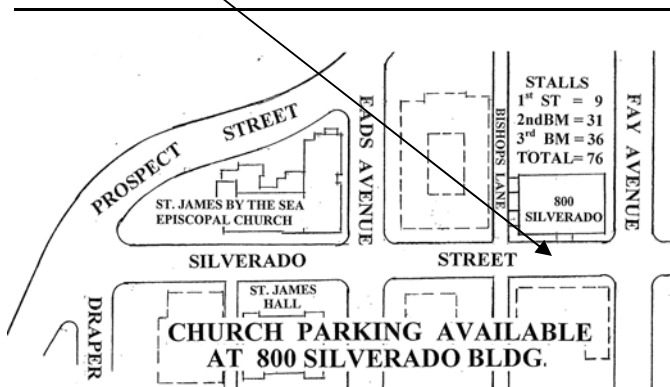 STALLS
1st ST = 9
2ndBM = 31
3rd BM = 36
TOTAL= 76
PROSPECT STREET
EADS AVENUE
BISHOPS LANE
FAY AVENUE
ST. JAMES BY THE SEA
EPISCOPAL CHURCH
800
SILVERADO
SILVERADO STREET
ST. JAMES
HALL
DRAPER
CHURCH PARKING AVAILABLE
AT 800 SILVERADO BLDG.